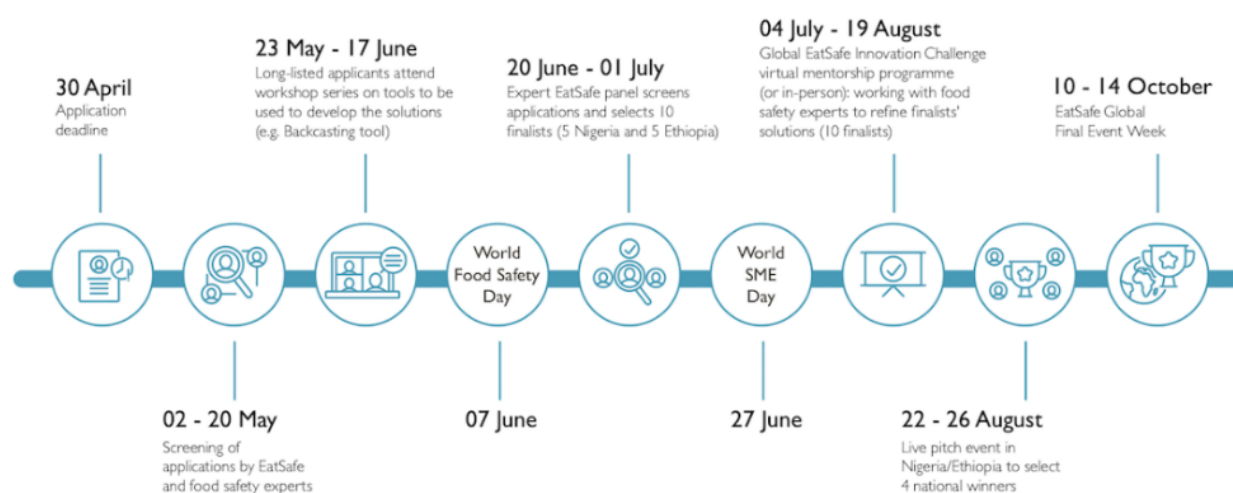 30 April
Application
deadline
02 - 20 May
Screening of
applications by EatSafe
and food safety experts
23 May - 17 June
Long-listed applicants attend
workshop series on tools to be
used to develop the solutions
(e.g. Backcasting tool)
World
Food Safety
Day
07 June
20 June - 01 July
Expert EatSafe panel screens
applications and selects 10
finalists (5 Nigeria and 5 Ethiopia)
World
SME
Day
27 June
04 July - 19 August
Global EatSafe Innovation Challenge
virtual mentorship programme
(or in-person): working with food
safety experts to refine finalists'
solutions (10 finalists)
22 - 26 August
Live pitch event in
Nigeria/Ethiopia to select
4 national winners
10 - 14 October
EatSafe Global
Final Event Week